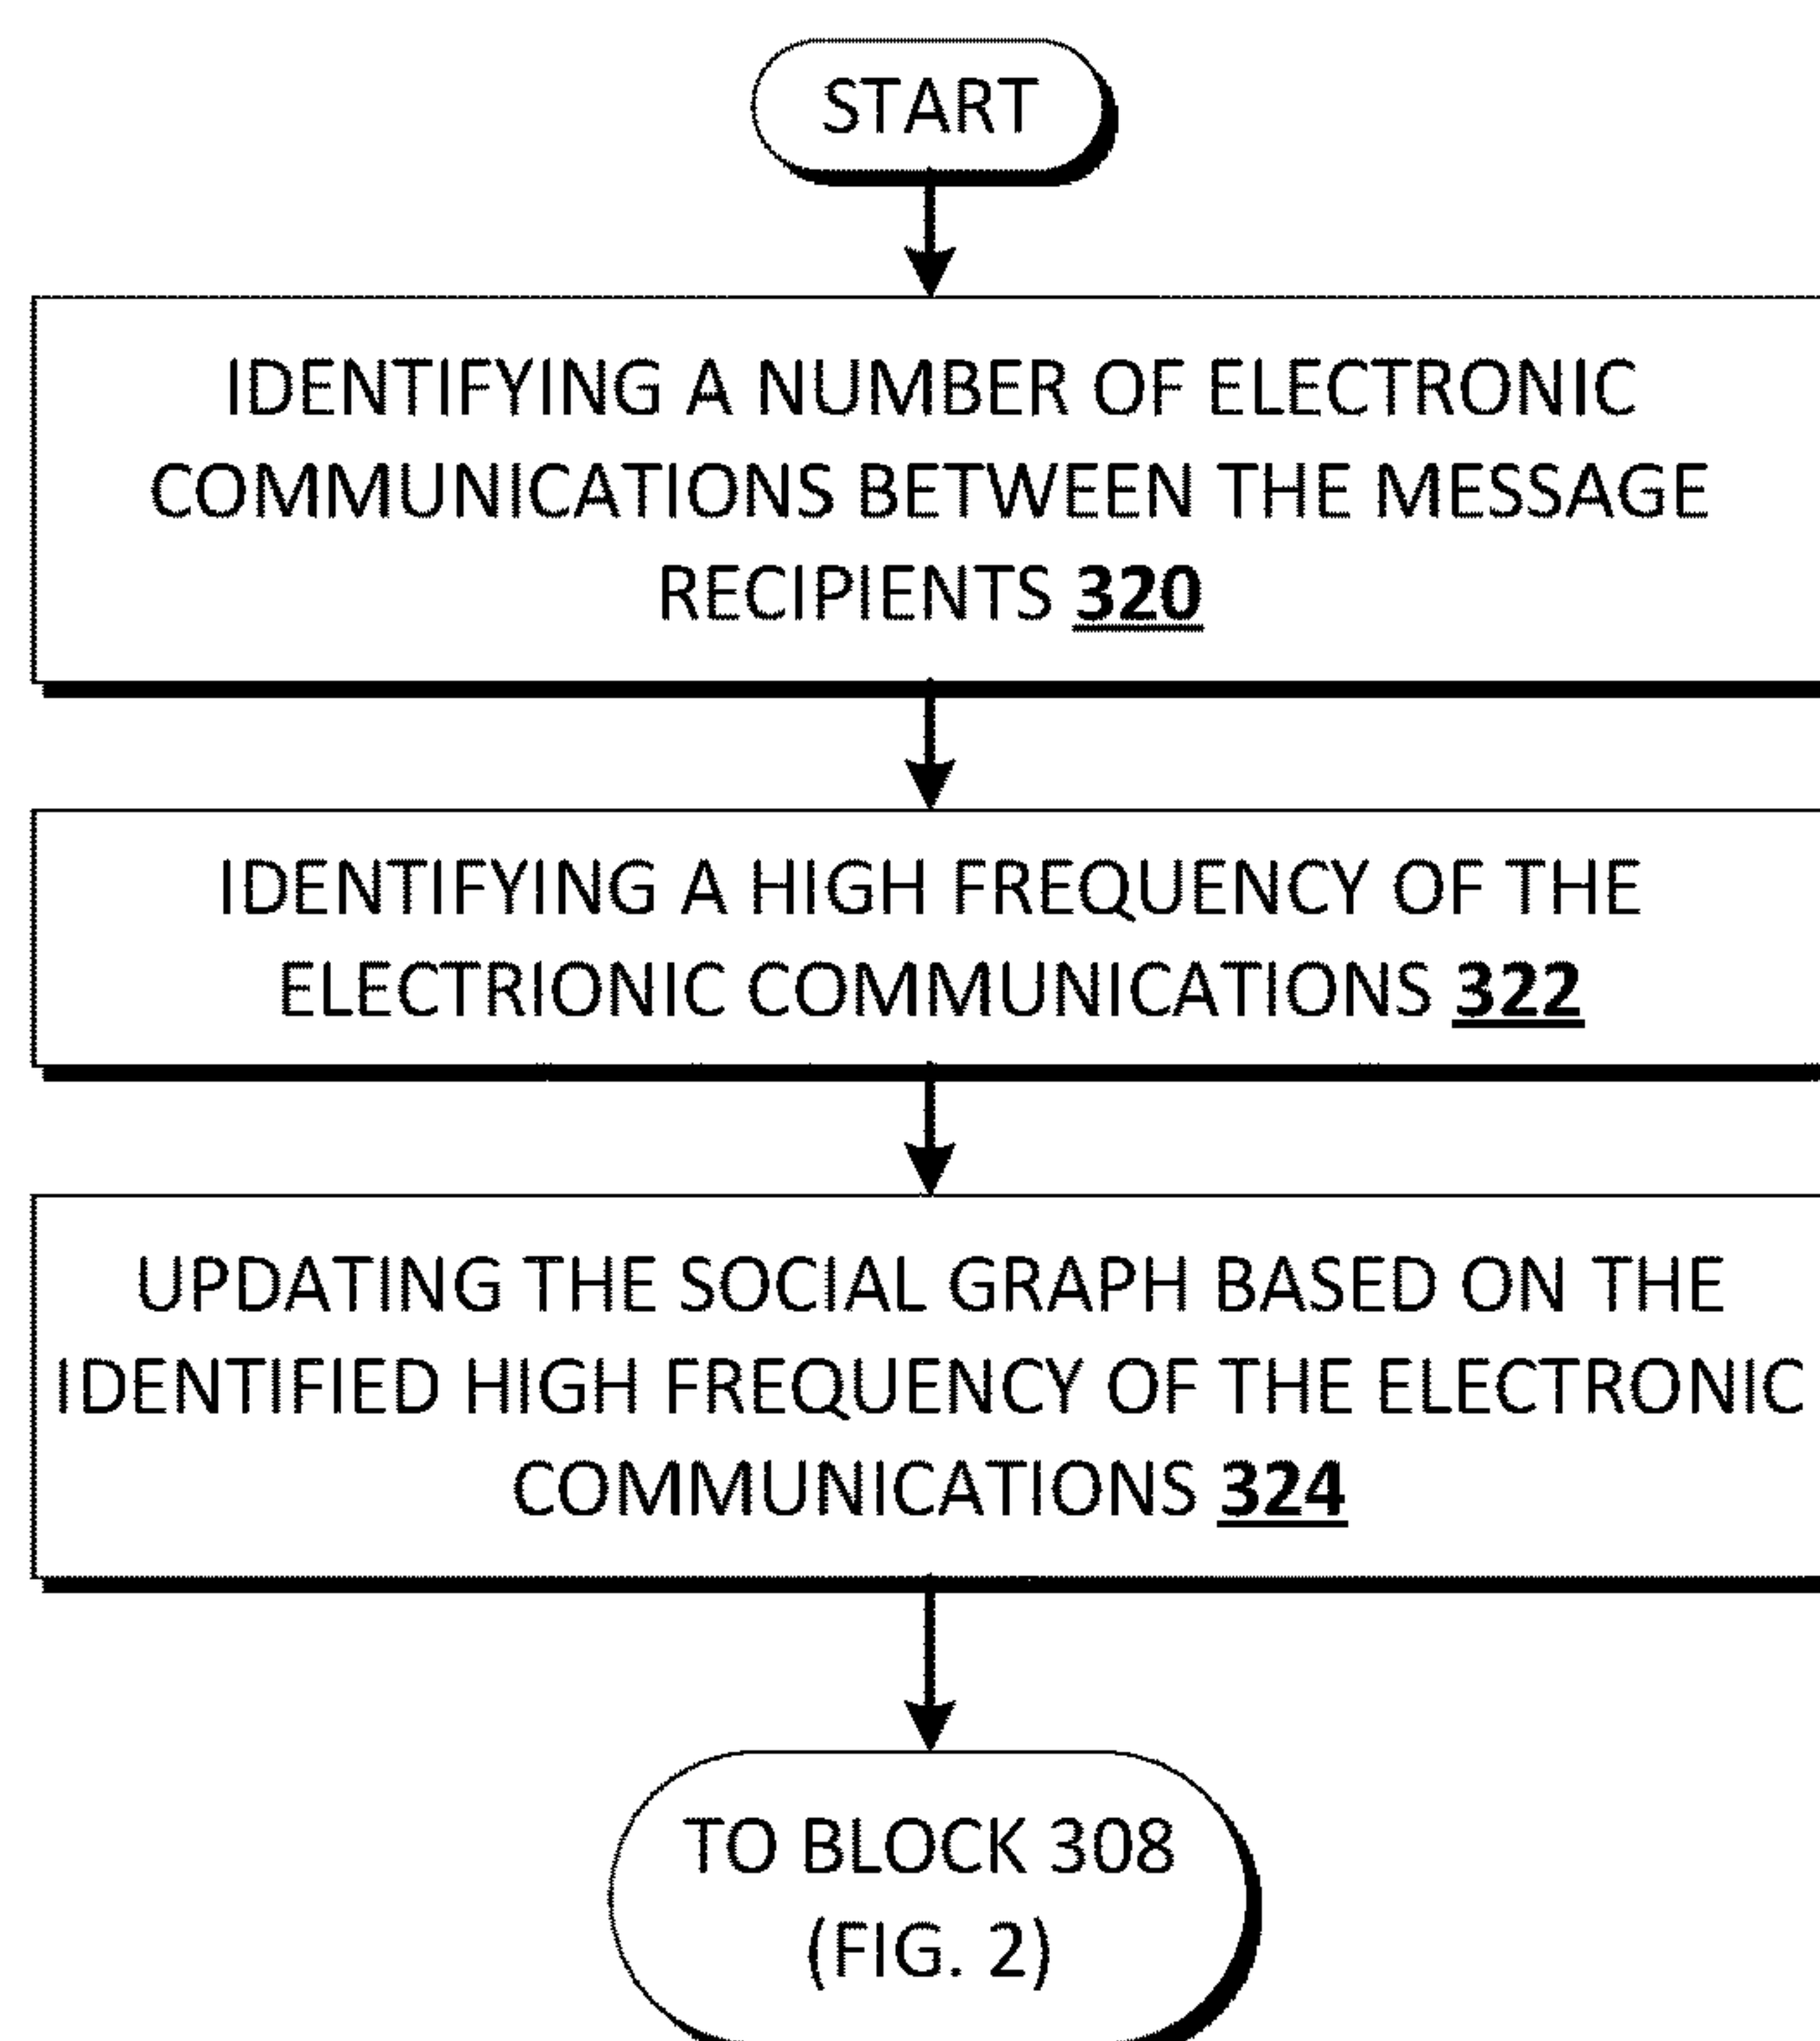 START
IDENTIFYING A NUMBER OF ELECTRONIC
COMMUNICATIONS BETWEEN THE MESSAGE
RECIPIENTS 320
IDENTIFYING A HIGH FREQUENCY OF THE
ELECTRIONIC COMMUNICATIONS 322
UPDATING THE SOCIAL GRAPH BASED ON THE
IDENTIFIED HIGH FREQUENCY OF THE ELECTRONIC
COMMUNICATIONS 324
TO BLOCK 308
(FIG. 2)